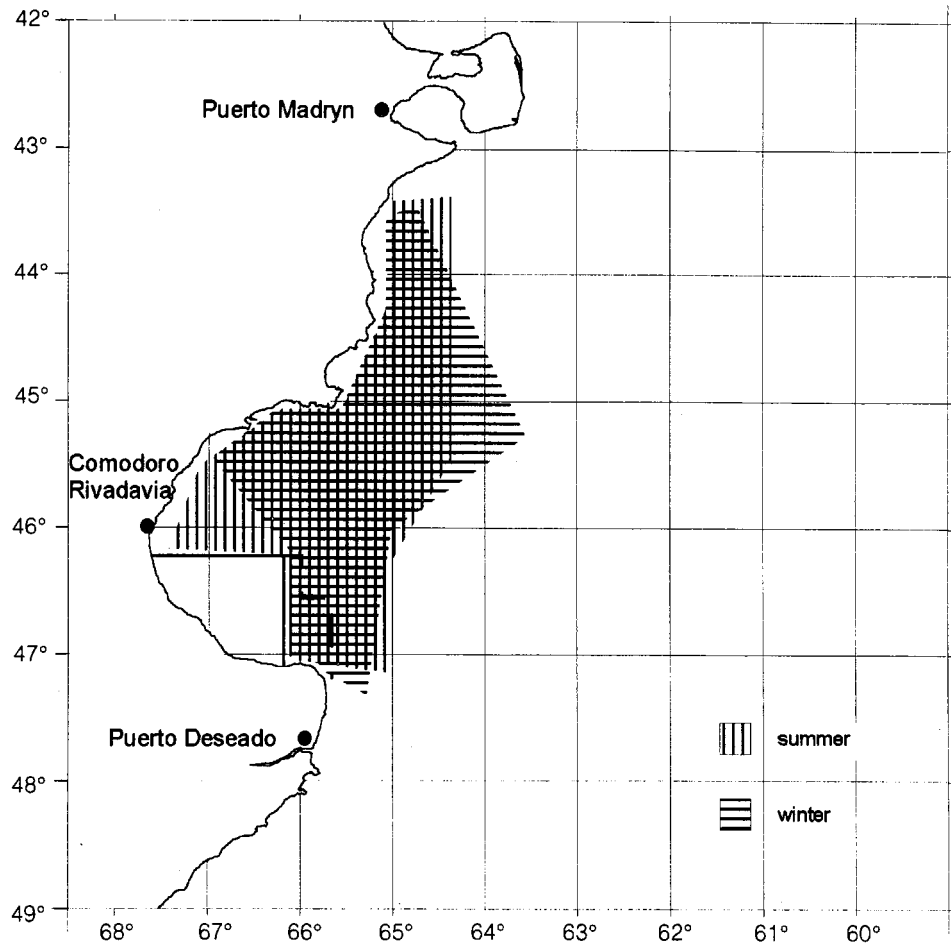 42°
Puerto Madryn
43°
44°
45°
Comodoro
Rivadavia
46°
47°
Puerto Deseado
summer
48°
winter
49°
68° 67° 66° 65° 64° 63° 62° 61° 60°